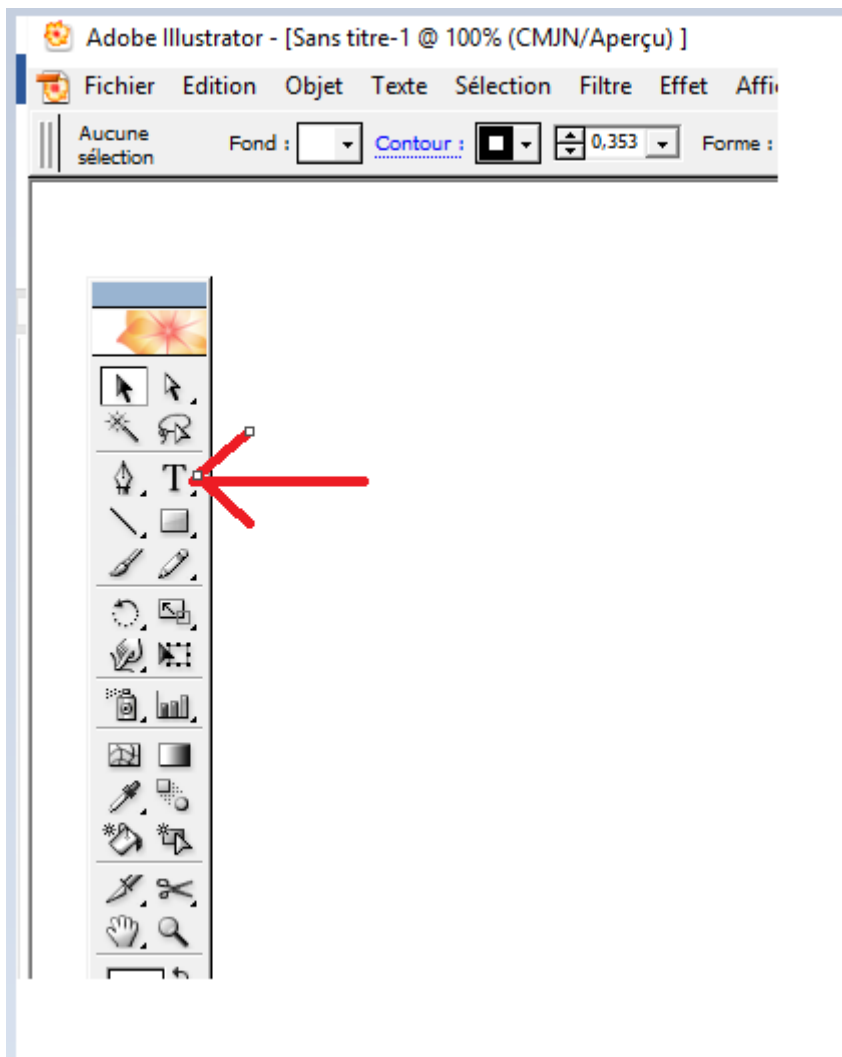 Adobe Illustrator - [Sans titre-1 @ 100% (CMJN/Aperçu) ]
Fichier Edition Objet Texte Sélection Filtre Effet Affi
Aucune sélection Fond : Contour : 0,353 Forme :
T